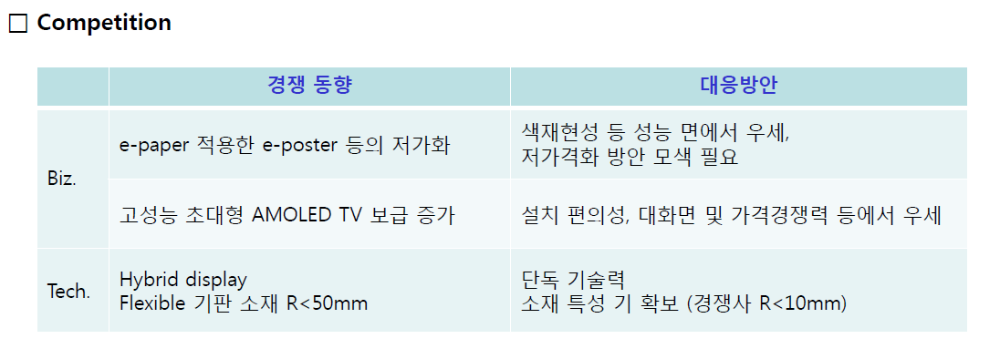 □ Competition
경쟁 동향
대응방안
Biz.
e-paper 적용한 e-poster 등의 저가화
색재현성 등 성능 면에서 우세,
저가격화 방안 모색 필요
고성능 초대형 AMOLED TV 보급 증가
설치 편의성, 대화면 및 가격경쟁력 등에서 우세
Tech.
Hybrid display
Flexible 기판 소재 R<50mm
단독 기술력
소재 특성 기 확보 (경쟁사 R<10mm)